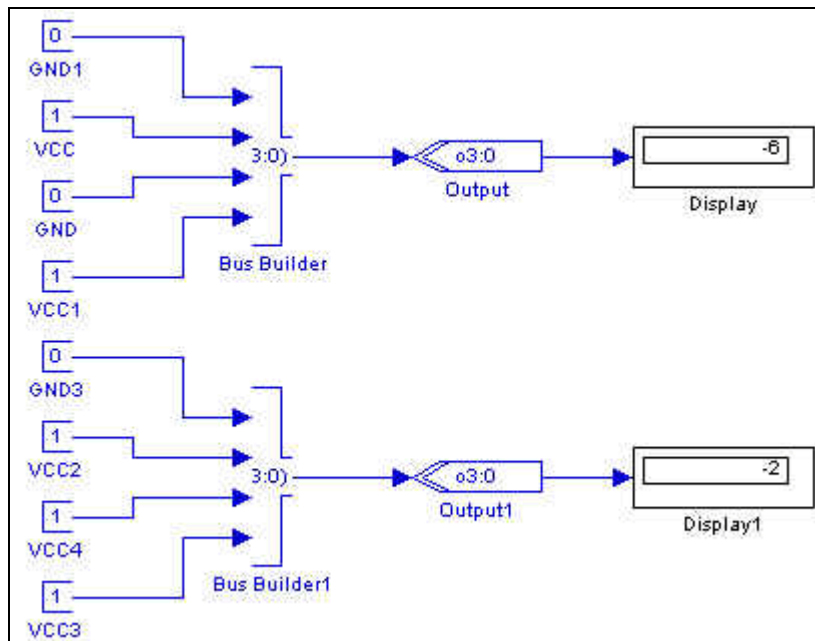 0
GND1
1
VCC
0
GND
1
VCC1
3:0)
Bus Builder
o3:0
Output
-6
Display
0
GND3
1
VCC2
1
VCC4
1
VCC3
3:0)
Bus Builder1
o3:0
Output1
-2
Display1